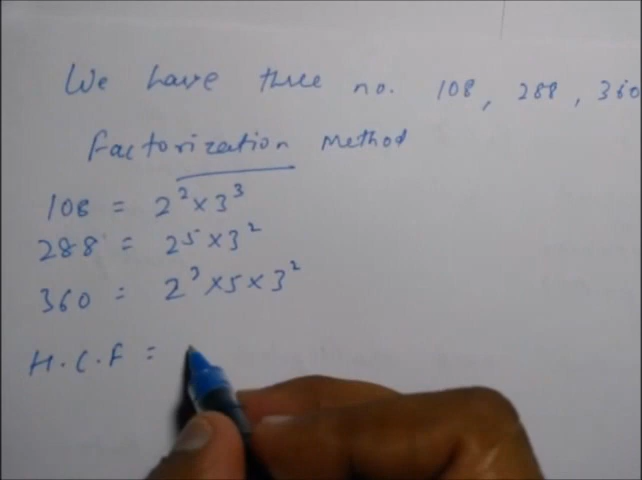 We have three no. 108, 288, 360
Factorization Method
108 = 2² × 3³
288 = 2⁵ × 3²
360 = 2³ × 5 × 3²
H.C.F =